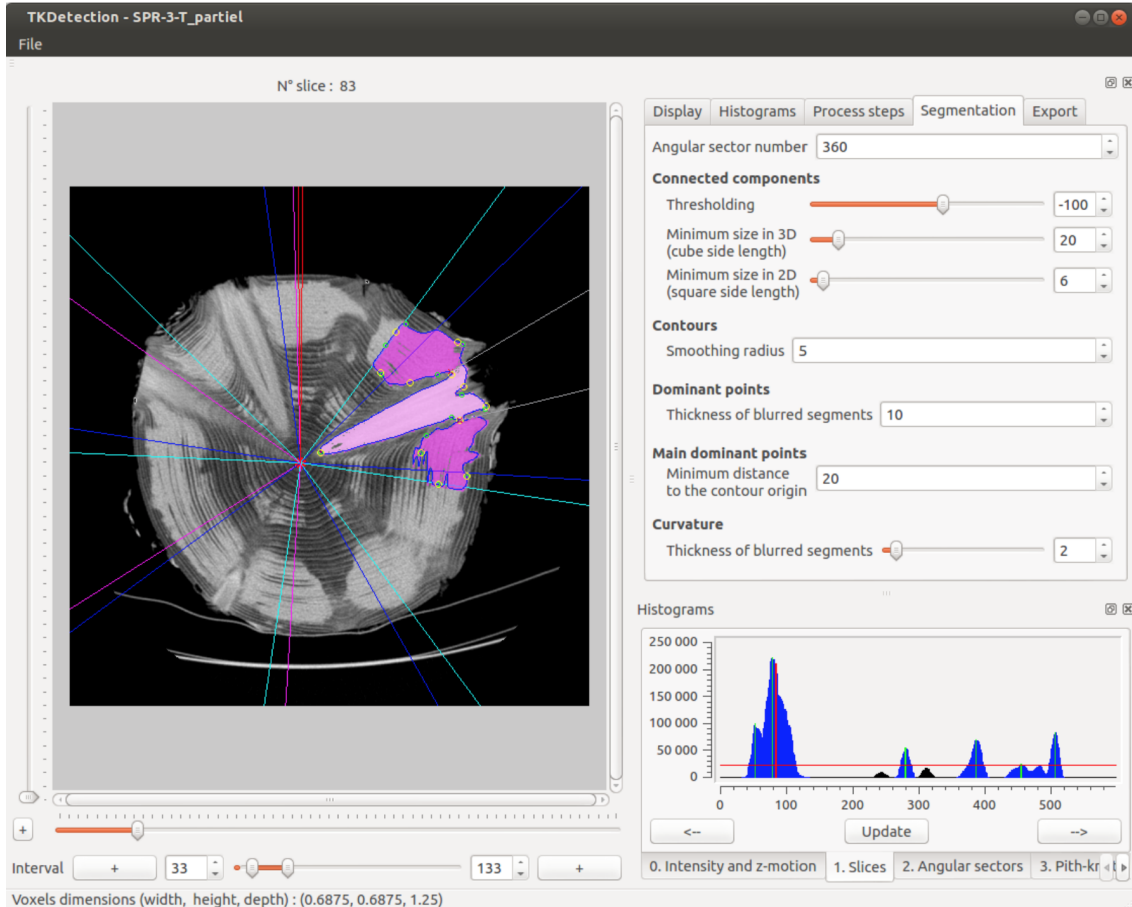 TKDetection - SPR-3-T_partiel
File
N° slice : 83
Display Histograms Process steps Segmentation Export
Angular sector number 360
Connected components
Thresholding -100
Minimum size in 3D
(cube side length) 20
Minimum size in 2D
(square side length) 6
Contours
Smoothing radius 5
Dominant points
Thickness of blurred segments 10
Main dominant points
Minimum distance
to the contour origin 20
Curvature
Thickness of blurred segments 2
Histograms
250 000
200 000
150 000
100 000
50 000
0
0 100 200 300 400 500
<-- Update -->
0. Intensity and z-motion 1. Slices 2. Angular sectors 3. Pith-kn
+
Interval + 33 133 +
Voxels dimensions (width, height, depth) : (0.6875, 0.6875, 1.25)